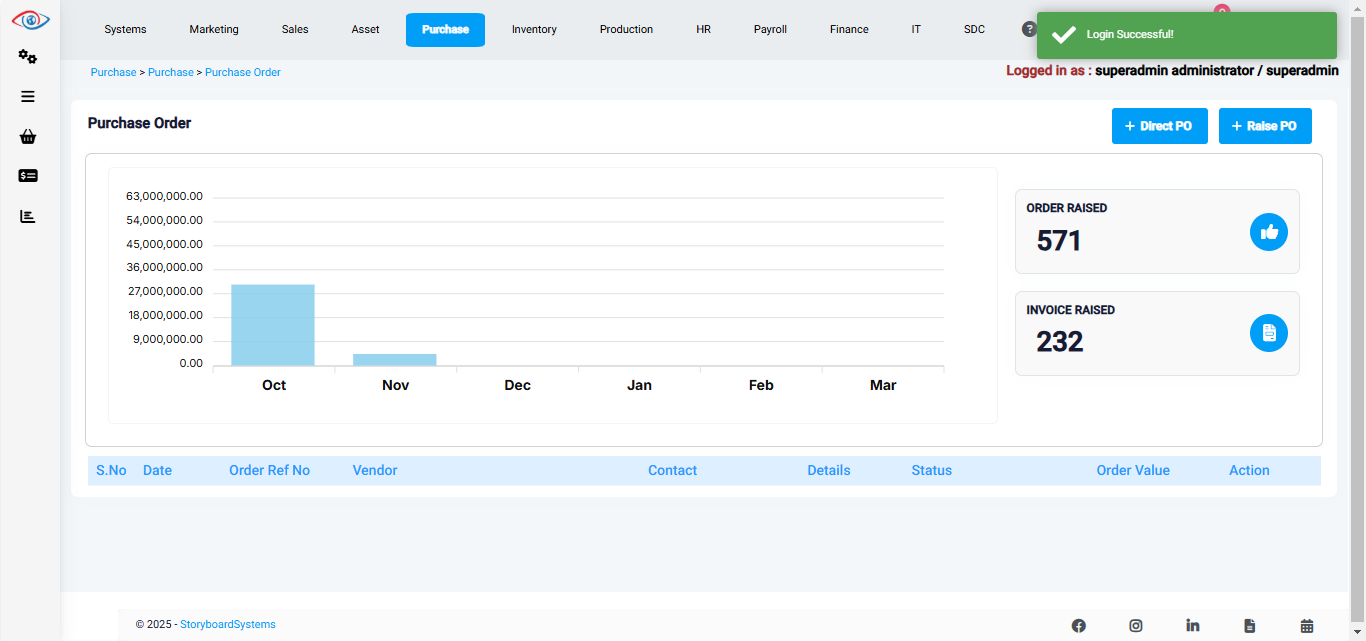 Systems Marketing Sales Asset Purchase Inventory Production HR Payroll Finance IT SDC ?
Login Successful!
Purchase > Purchase > Purchase Order
Logged in as : superadmin administrator / superadmin
Purchase Order
+ Direct PO
+ Raise PO
63,000,000.00
54,000,000.00
45,000,000.00
36,000,000.00
27,000,000.00
18,000,000.00
9,000,000.00
0.00
Oct Nov Dec Jan Feb Mar
ORDER RAISED
571
INVOICE RAISED
232
S.No Date Order Ref No Vendor Contact Details Status Order Value Action
© 2025 - StoryboardSystems